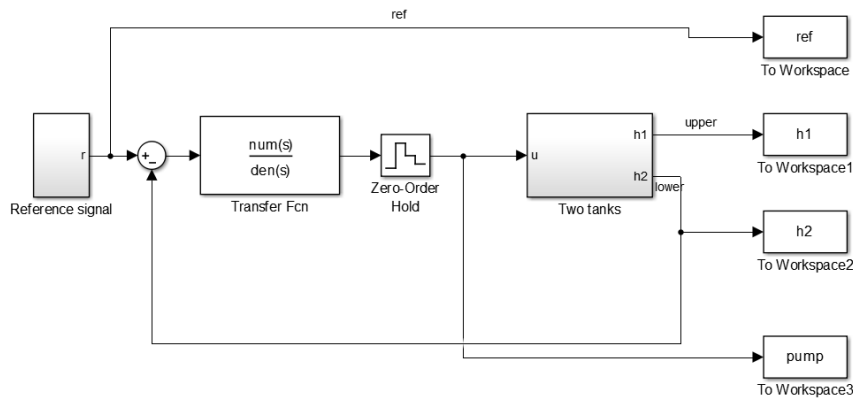 ref
ref
To Workspace
r
Reference signal
+
−
num(s)
den(s)
Transfer Fcn
Zero-Order
Hold
u
h1
h2
Two tanks
upper
lower
h1
To Workspace1
h2
To Workspace2
pump
To Workspace3